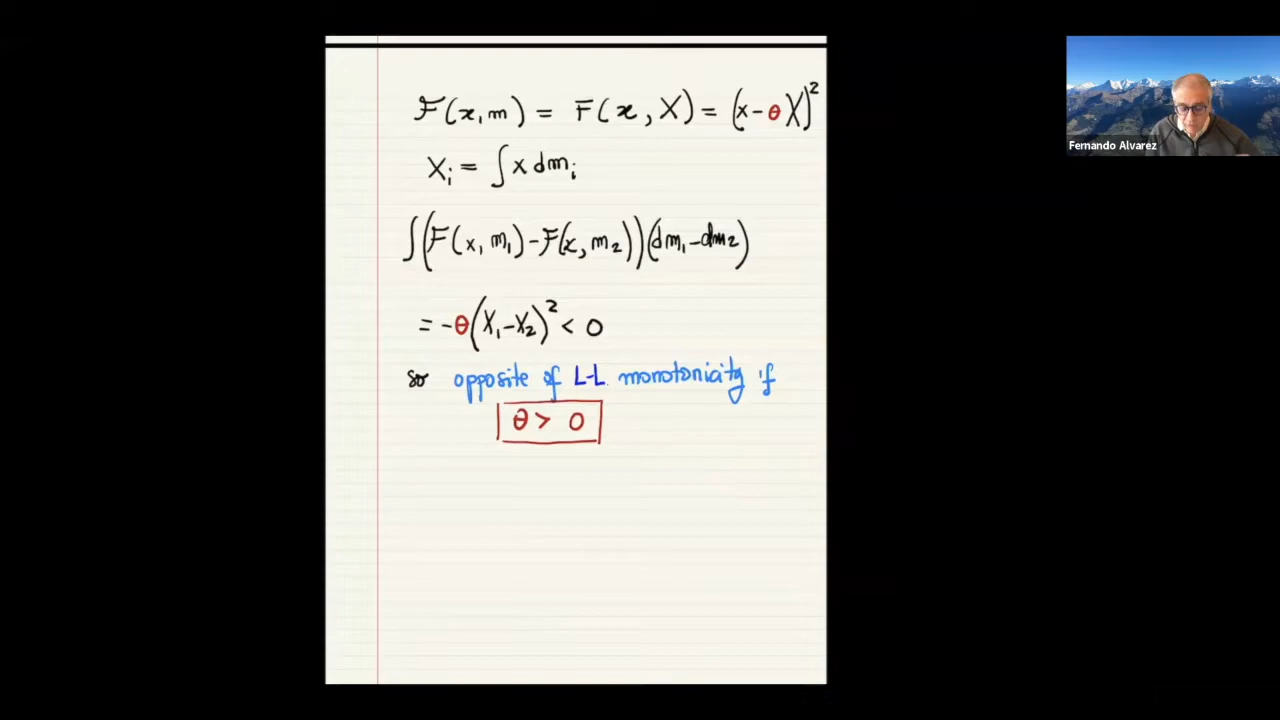 F(x,m) = F(x, X) = (x-θX)²
Xᵢ = ∫x dmᵢ
∫(F(x,m₁)-F(x,m₂))(dm₁-dm₂)
= -θ(X₁-X₂)² < 0
so opposite of L-L monotonicity if
θ > 0
Fernando Alvarez